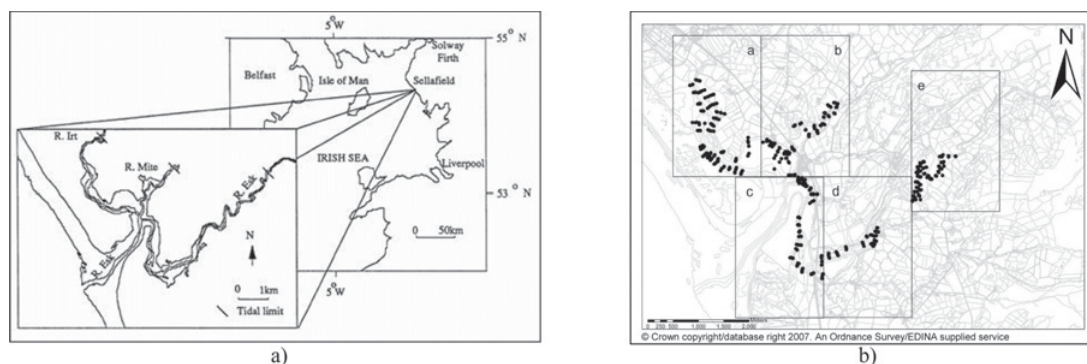 5°W
55° N
Solway
Firth
Belfast
Isle of Man
Sellafield
R. Irt
R. Mite
IRISH SEA
Liverpool
R. Esk
53° N
N
R. Esk
0 50km
0 1km
5°W
Tidal limit
a)
N
a
b
e
c
d
© Crown copyright/database right 2007. An Ordnance Survey/EDINA supplied service
b)